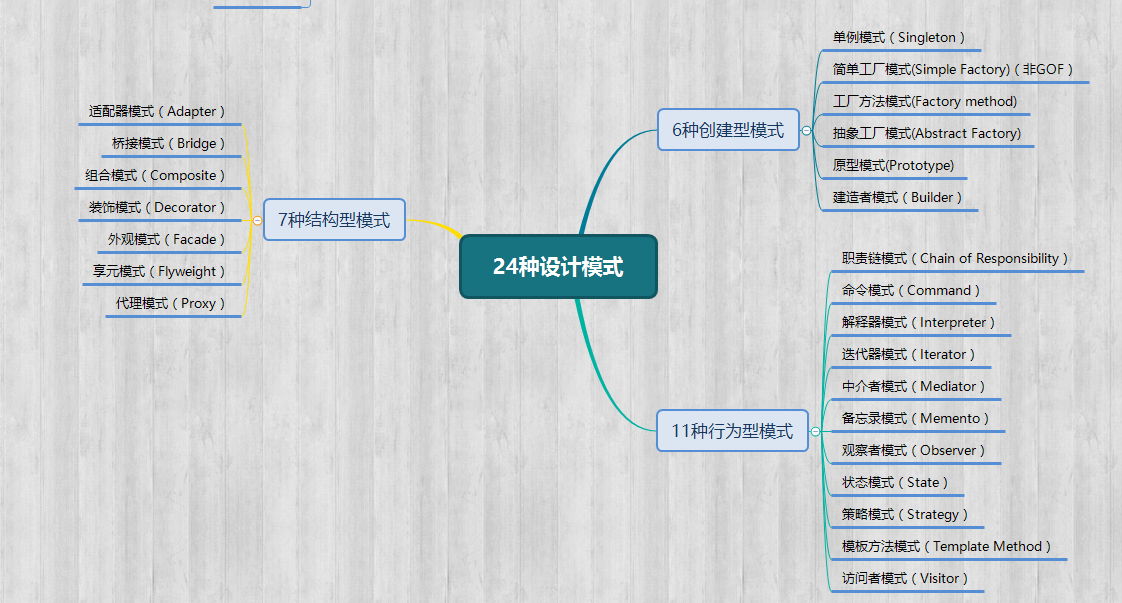 24种设计模式
6种创建型模式
单例模式（Singleton）
简单工厂模式(Simple Factory)（非GOF）
工厂方法模式(Factory method)
抽象工厂模式(Abstract Factory)
原型模式(Prototype)
建造者模式（Builder）
7种结构型模式
适配器模式（Adapter）
桥接模式（Bridge）
组合模式（Composite）
装饰模式（Decorator）
外观模式（Facade）
享元模式（Flyweight）
代理模式（Proxy）
11种行为型模式
职责链模式（Chain of Responsibility）
命令模式（Command）
解释器模式（Interpreter）
迭代器模式（Iterator）
中介者模式（Mediator）
备忘录模式（Memento）
观察者模式（Observer）
状态模式（State）
策略模式（Strategy）
模板方法模式（Template Method）
访问者模式（Visitor）